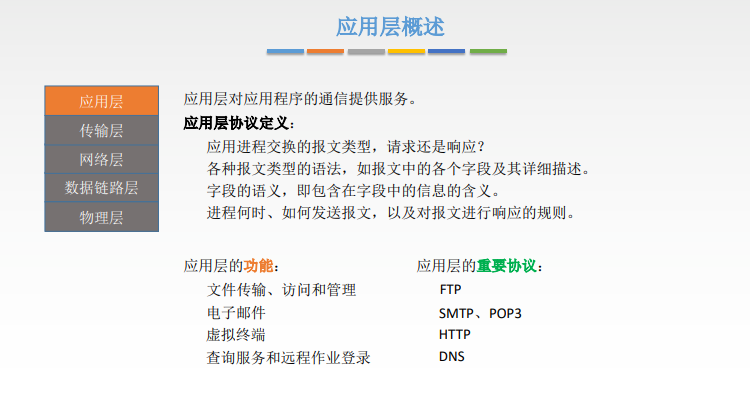 应用层概述
应用层
传输层
网络层
数据链路层
物理层
应用层对应用程序的通信提供服务。
应用层协议定义：
应用进程交换的报文类型，请求还是响应？
各种报文类型的语法，如报文中的各个字段及其详细描述。
字段的语义，即包含在字段中的信息的含义。
进程何时、如何发送报文，以及对报文进行响应的规则。
应用层的功能：
文件传输、访问和管理
电子邮件
虚拟终端
查询服务和远程作业登录
应用层的重要协议：
FTP
SMTP、POP3
HTTP
DNS